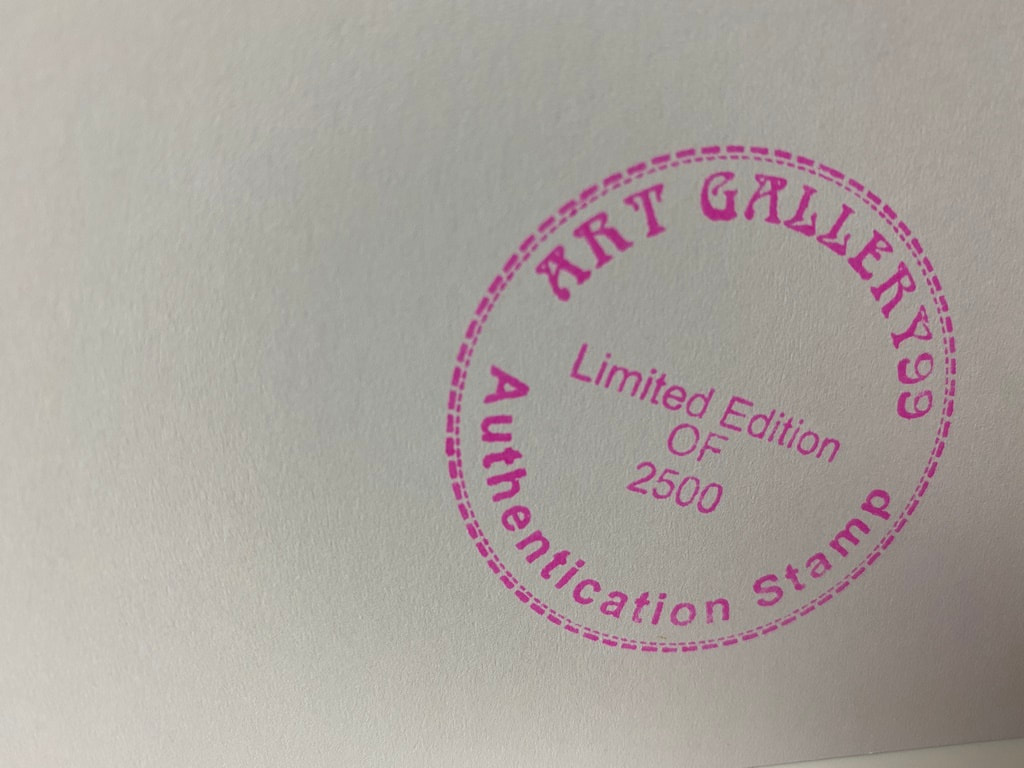 ART GALLERY99
Limited Edition
OF
2500
Authentication Stamp